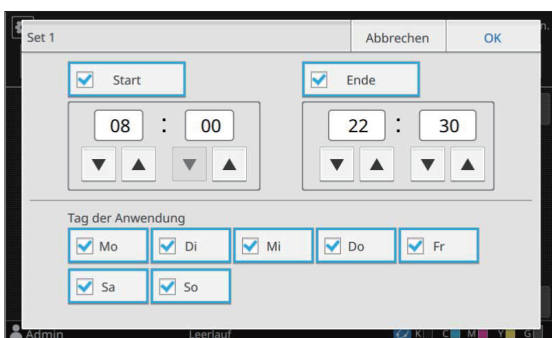 n.
Set 1 Abbrechen OK
Start Ende
08 : 00 22 : 30
Tag der Anwendung
Mo Di Mi Do Fr
Sa So
Admin Leerlauf K C M Y G